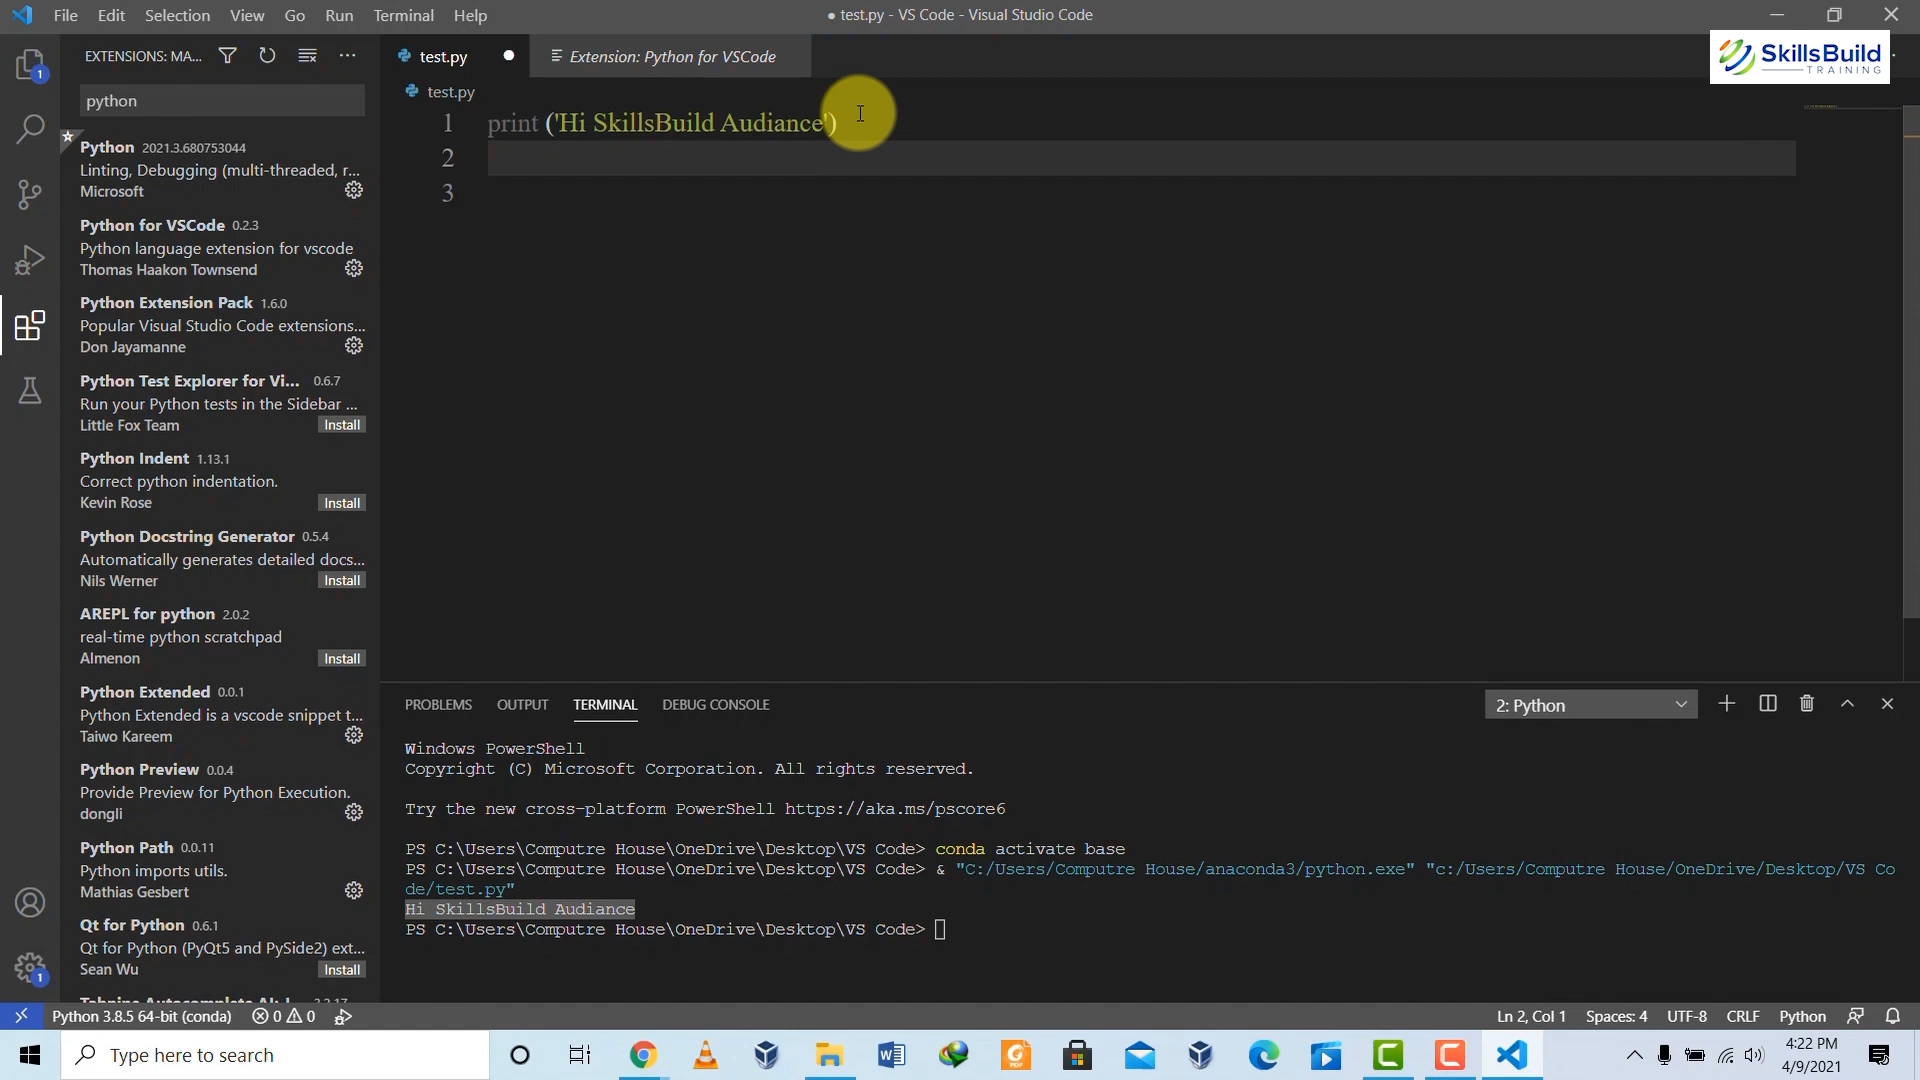 File Edit Selection View Go Run Terminal Help
● test.py - VS Code - Visual Studio Code
SkillsBuild
TRAINING
EXTENSIONS: MA...
test.py
Extension: Python for VSCode
python
test.py
1 print ('Hi SkillsBuild Audiance')
2
3
Python 2021.3.680753044
Linting, Debugging (multi-threaded, r...
Microsoft
Python for VSCode 0.2.3
Python language extension for vscode
Thomas Haakon Townsend
Python Extension Pack 1.6.0
Popular Visual Studio Code extensions...
Don Jayamanne
Python Test Explorer for Vi... 0.6.7
Run your Python tests in the Sidebar ...
Little Fox Team Install
Python Indent 1.13.1
Correct python indentation.
Kevin Rose Install
Python Docstring Generator 0.5.4
Automatically generates detailed docs...
Nils Werner Install
AREPL for python 2.0.2
real-time python scratchpad
Almenon Install
Python Extended 0.0.1
Python Extended is a vscode snippet t...
Taiwo Kareem
Python Preview 0.0.4
Provide Preview for Python Execution.
dongli
Python Path 0.0.11
Python imports utils.
Mathias Gesbert
Qt for Python 0.6.1
Qt for Python (PyQt5 and PySide2) ext...
Sean Wu Install
1
1
PROBLEMS OUTPUT TERMINAL DEBUG CONSOLE
2: Python
Windows PowerShell
Copyright (C) Microsoft Corporation. All rights reserved.
Try the new cross-platform PowerShell https://aka.ms/pscore6
PS C:\Users\Computre House\OneDrive\Desktop\VS Code> conda activate base
PS C:\Users\Computre House\OneDrive\Desktop\VS Code> & "C:/Users/Computre House/anaconda3/python.exe" "c:/Users/Computre House/OneDrive/Desktop/VS Co
de/test.py"
Hi SkillsBuild Audiance
PS C:\Users\Computre House\OneDrive\Desktop\VS Code>
Python 3.8.5 64-bit (conda) 0 0
Ln 2, Col 1 Spaces: 4 UTF-8 CRLF Python
Type here to search
4:22 PM
4/9/2021